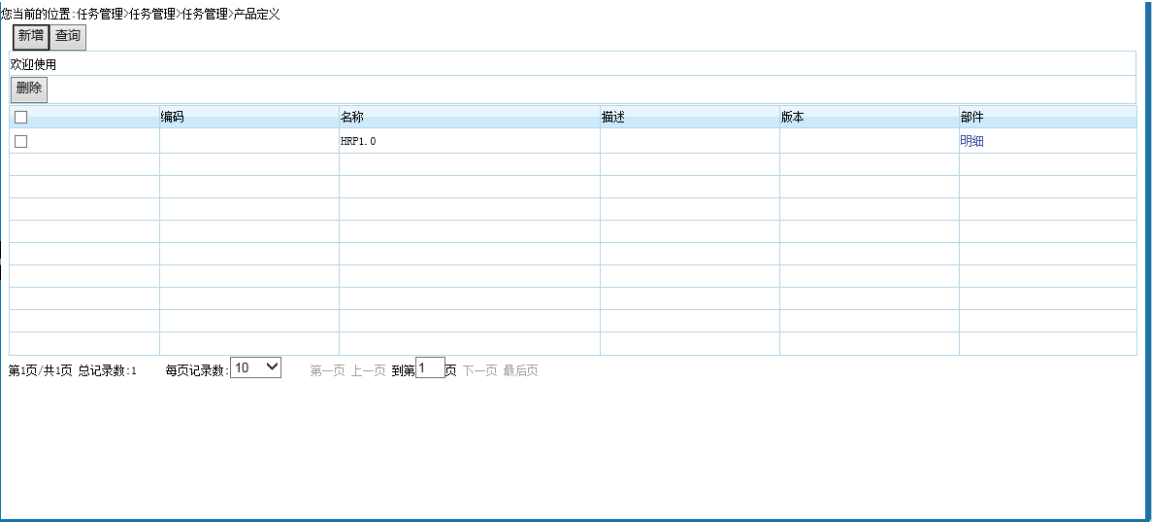 您当前的位置:任务管理>任务管理>任务管理>产品定义
新增 查询
欢迎使用
删除
编码 名称 描述 版本 部件
HRP1.0 明细
第1页/共1页 总记录数:1 每页记录数: 10 第一页 上一页 到第 1 页 下一页 最后页